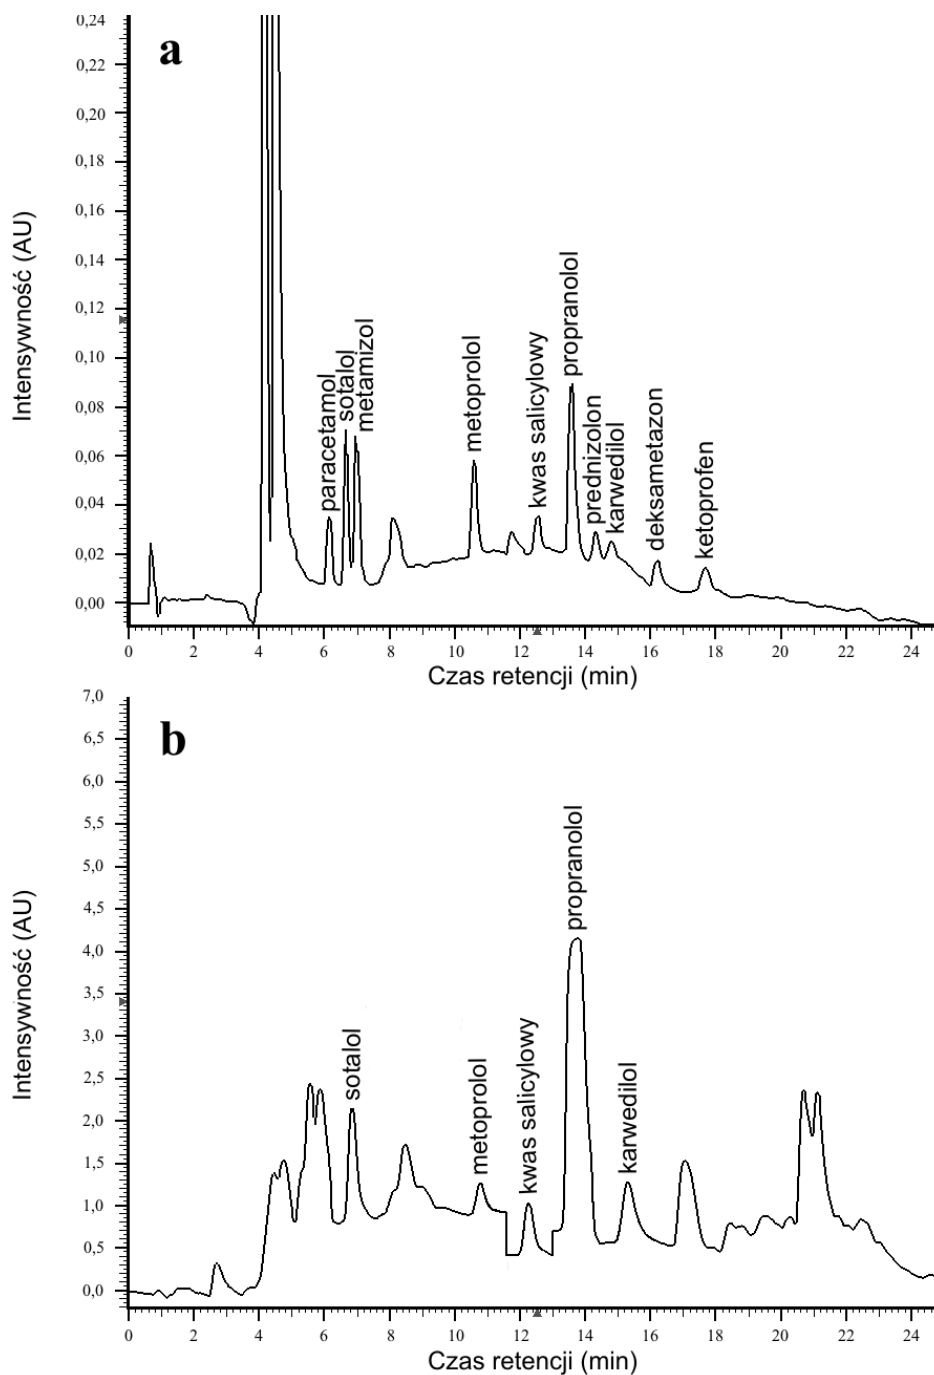 a
0,24
0,22
0,20
0,18
0,16
0,14
0,12
0,10
0,08
0,06
0,04
0,02
0,00
Intensywność (AU)
paracetamol
sotalol
metamizol
metoprolol
kwas salicylowy
propranolol
prednizolon
karwedilol
deksametazon
ketoprofen
0 2 4 6 8 10 12 14 16 18 20 22 24
Czas retencji (min)
b
7,0
6,5
6,0
5,5
5,0
4,5
4,0
3,5
3,0
2,5
2,0
1,5
1,0
0,5
0,0
Intensywność (AU)
sotalol
metoprolol
kwas salicylowy
propranolol
karwedilol
0 2 4 6 8 10 12 14 16 18 20 22 24
Czas retencji (min)